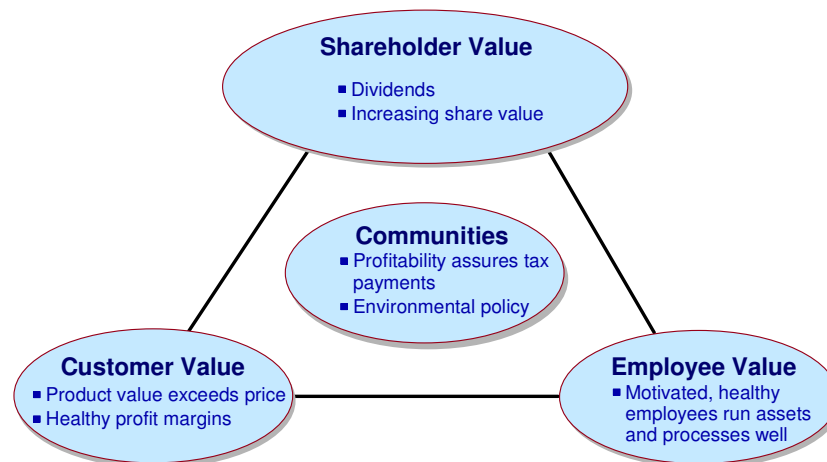 Shareholder Value
▪ Dividends
▪ Increasing share value
Communities
▪ Profitability assures tax
payments
▪ Environmental policy
Customer Value
▪ Product value exceeds price
▪ Healthy profit margins
Employee Value
▪ Motivated, healthy
employees run assets
and processes well